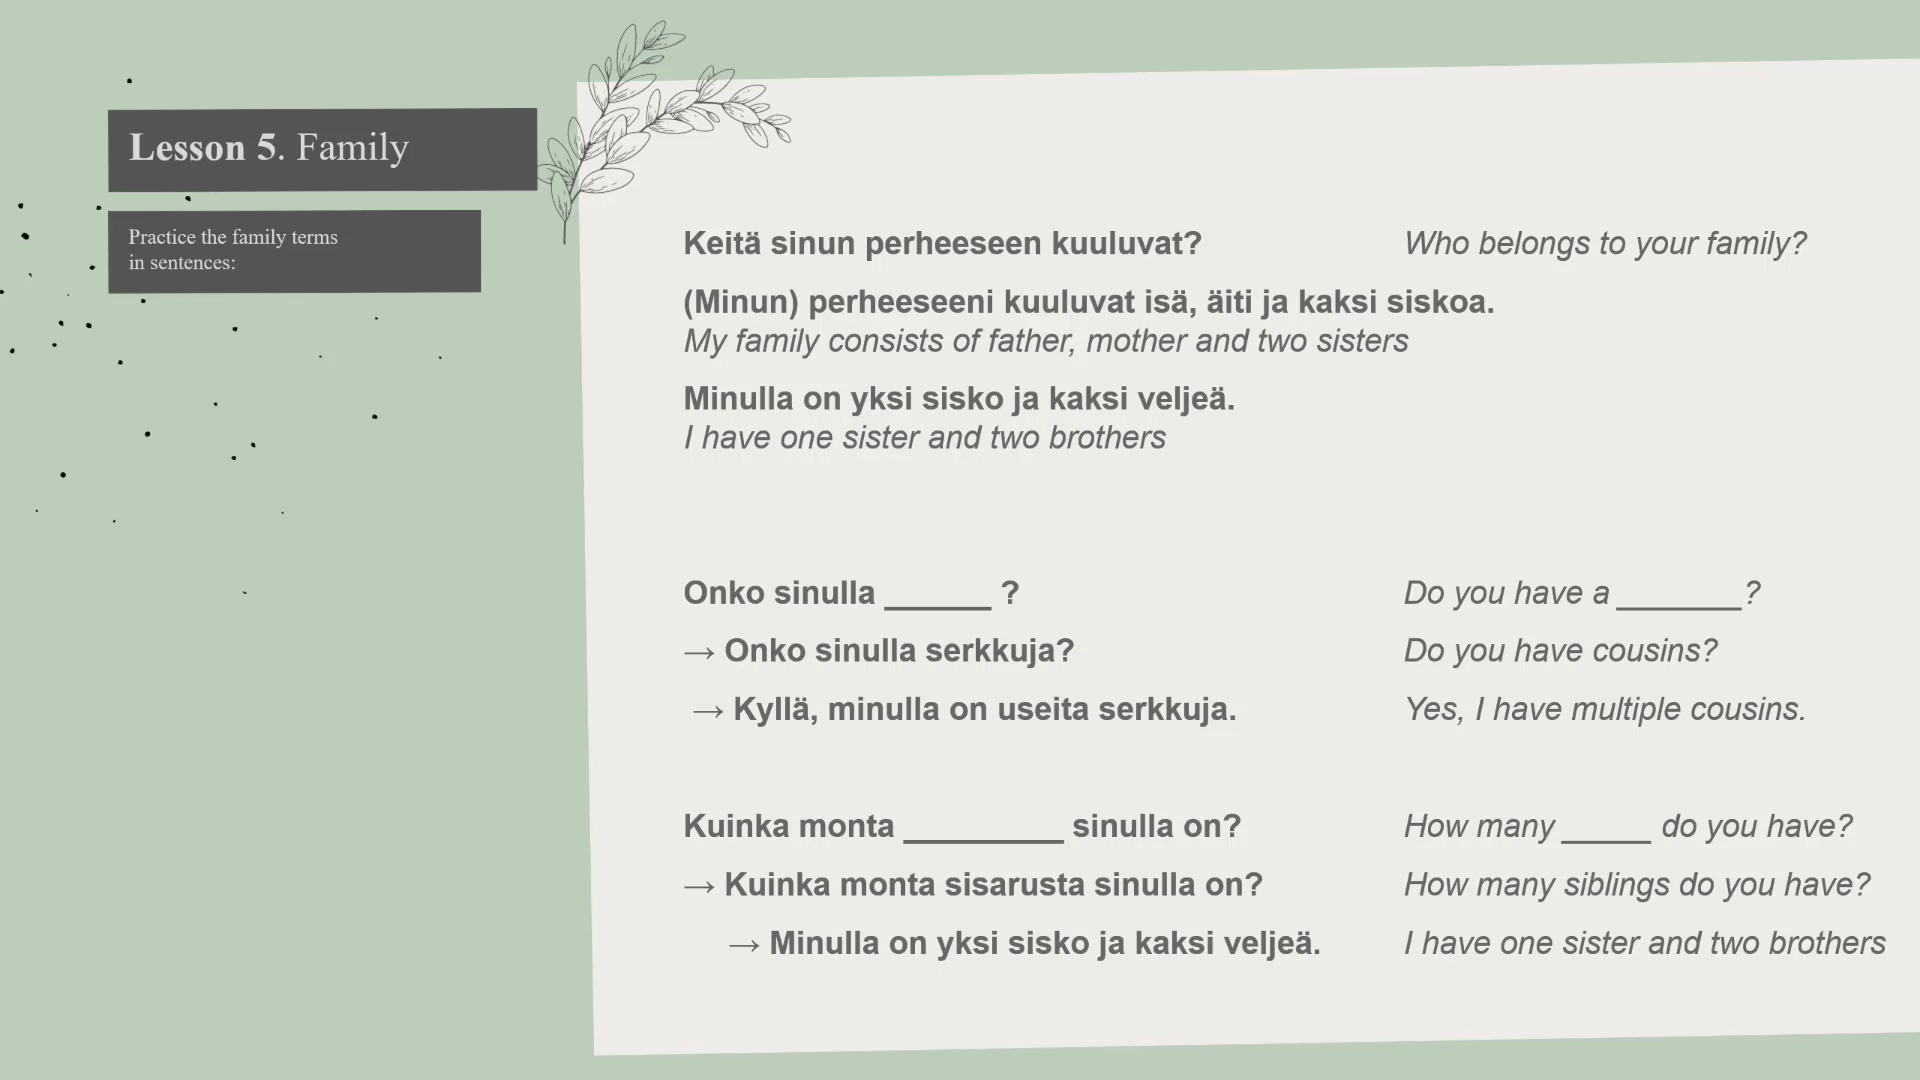 Lesson 5. Family
Practice the family terms
in sentences:
Keitä sinun perheeseen kuuluvat? Who belongs to your family?
(Minun) perheeseeni kuuluvat isä, äiti ja kaksi siskoa.
My family consists of father, mother and two sisters
Minulla on yksi sisko ja kaksi veljeä.
I have one sister and two brothers
Onko sinulla ______ ? Do you have a _______?
→ Onko sinulla serkkuja? Do you have cousins?
→ Kyllä, minulla on useita serkkuja. Yes, I have multiple cousins.
Kuinka monta _________ sinulla on? How many _____ do you have?
→ Kuinka monta sisarusta sinulla on? How many siblings do you have?
→ Minulla on yksi sisko ja kaksi veljeä. I have one sister and two brothers